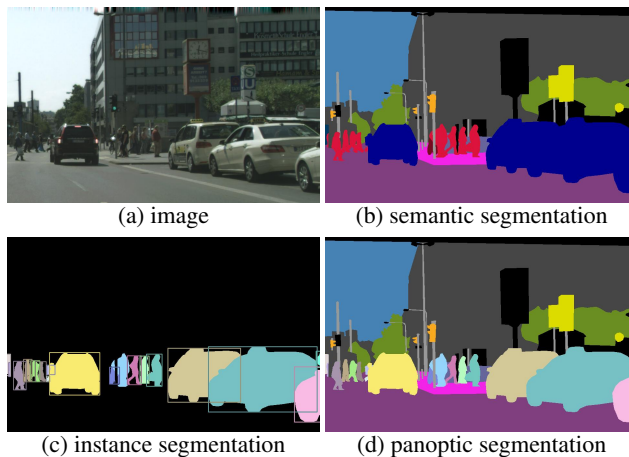 (a) image
(b) semantic segmentation
(c) instance segmentation
(d) panoptic segmentation